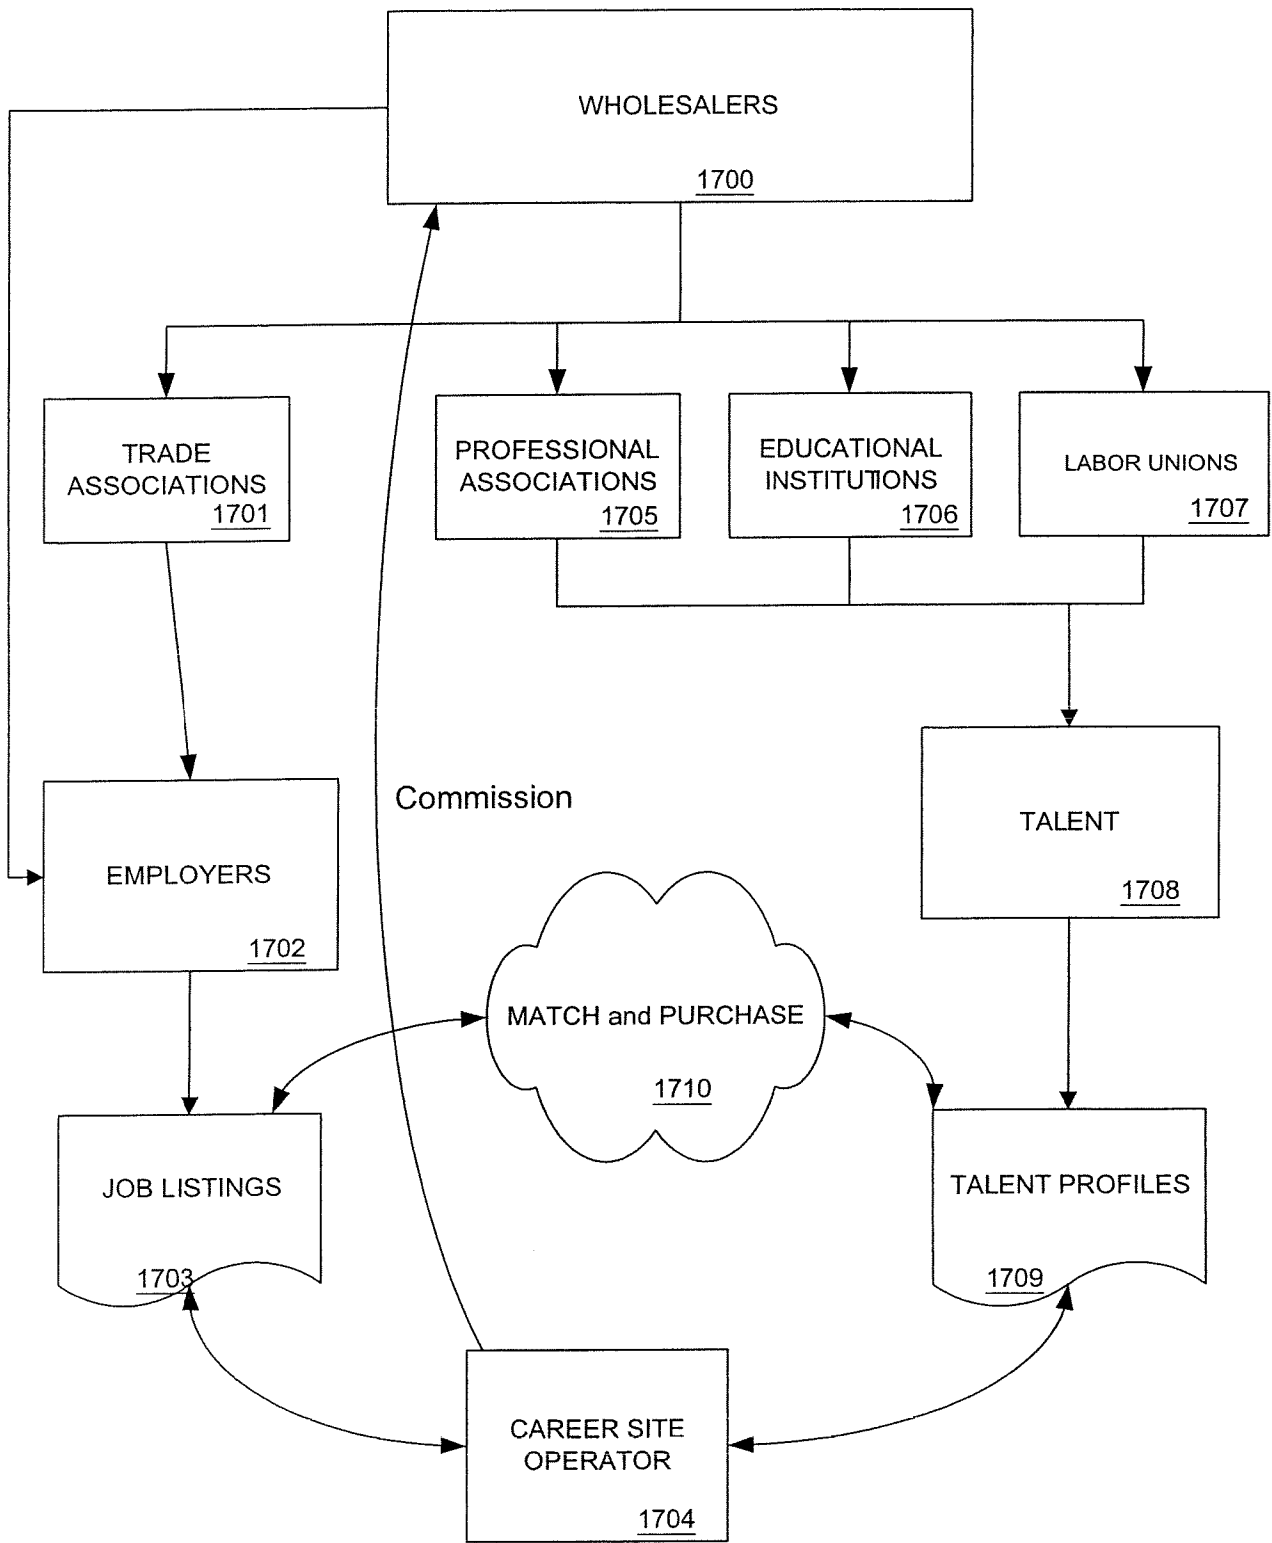 WHOLESALERS
1700
TRADE
ASSOCIATIONS
1701
PROFESSIONAL
ASSOCIATIONS
1705
EDUCATIONAL
INSTITUTIONS
1706
LABOR UNIONS
1707
Commission
EMPLOYERS
1702
TALENT
1708
MATCH and PURCHASE
1710
JOB LISTINGS
1703
TALENT PROFILES
1709
CAREER SITE
OPERATOR
1704